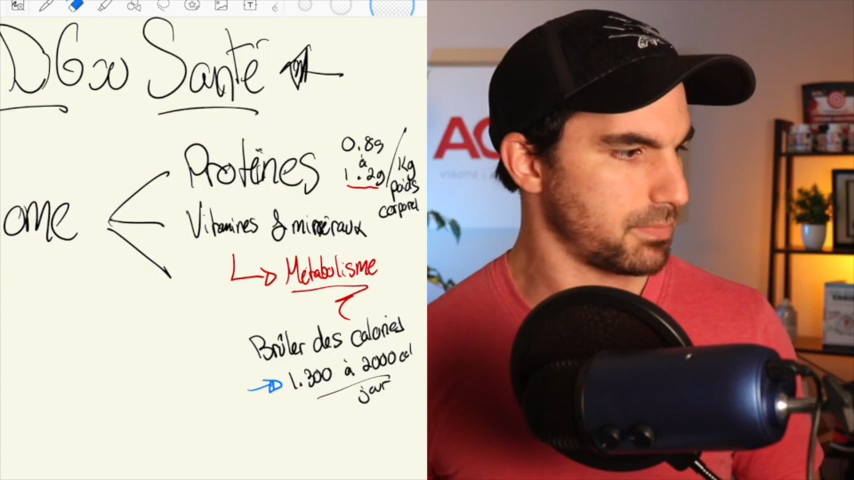 DGxo Santé
Protéines
0.8g
à
1.2g/Kg
poids
corporel
ome
Vitamines & minéraux
Métabolisme
Brûler des calories
1.300 à 2000 cal
jour
AC